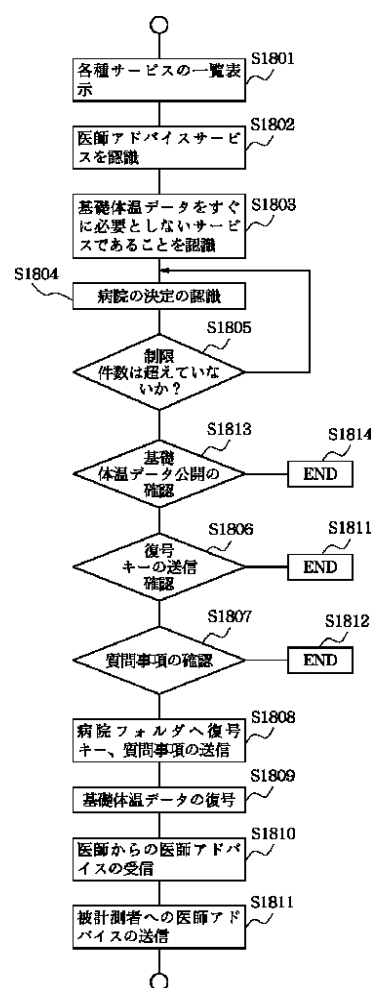 S1801
各種サービスの一覧表
示
S1802
医師アドバイスサービ
スを認識
S1803
基礎体温データをすぐ
に必要としないサービ
スであることを認識
S1804
病院の決定の認識
S1805
制限
件数は超えていな
いか？
S1813
基礎
体温データ公開の
確認
S1814
END
S1806
復号
キーの送信
確認
S1811
END
S1807
質問事項の確認
S1812
END
S1808
病院フォルダへ復号
キー、質問事項の送信
S1809
基礎体温データの復号
S1810
医師からの医師アドバ
イスの受信
S1811
被計測者への医師アド
バイスの送信